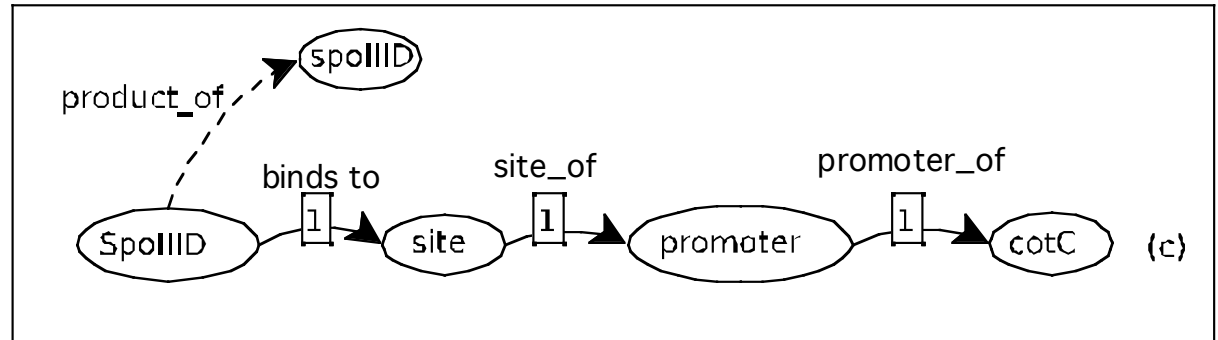 spoIIID
product_of
binds to
site_of
promoter_of
1
1
1
SpoIIID
site
promoter
cotC
(c)